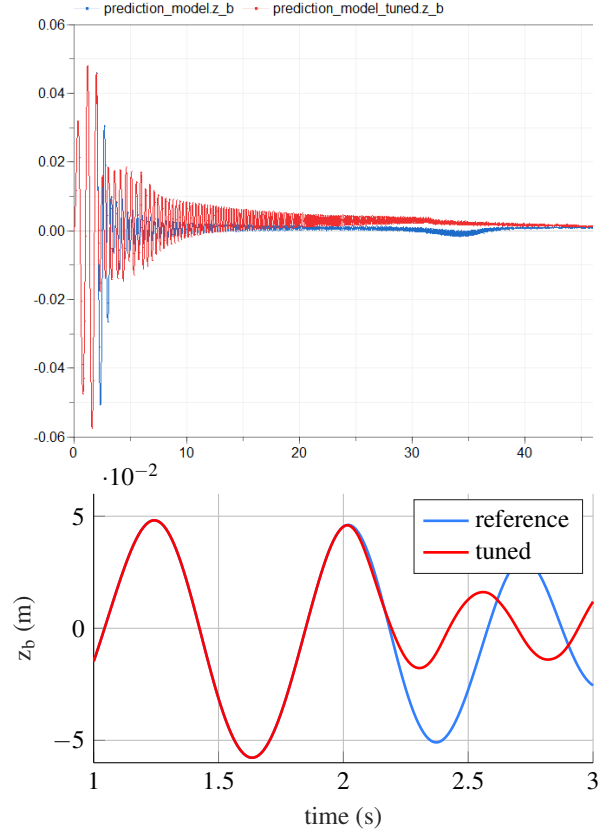 prediction_model.z_b prediction_model_tuned.z_b
0.06
0.04
0.02
0.00
-0.02
-0.04
-0.06
0 10 20 30 40
·10⁻²
5
0
−5
z_b (m)
reference
tuned
1 1.5 2 2.5 3
time (s)